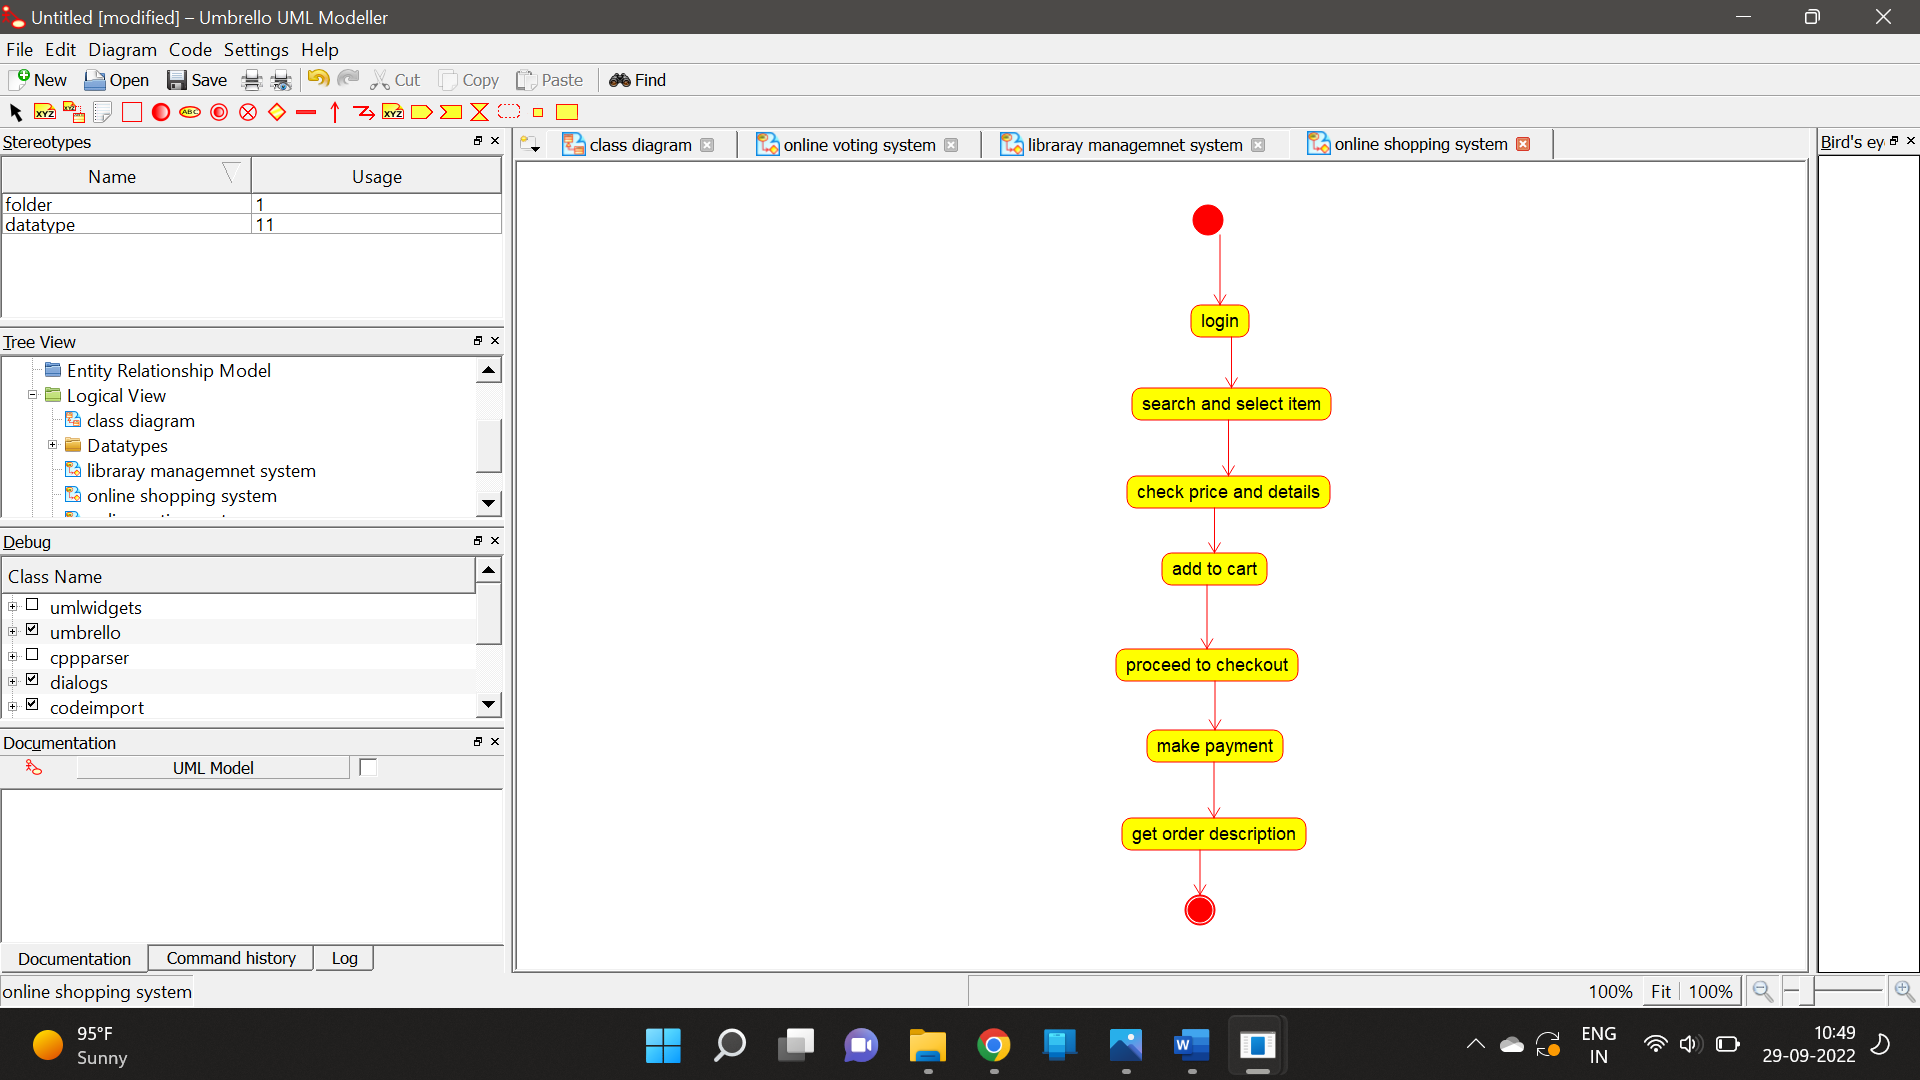 Untitled [modified] – Umbrello UML Modeller
File Edit Diagram Code Settings Help
New Open Save Cut Copy Paste Find
XYZ XYZ ABC XYZ
Stereotypes
Name Usage
folder 1
datatype 11
Tree View
Entity Relationship Model
Logical View
class diagram
Datatypes
libraray managemnet system
online shopping system
Debug
Class Name
umlwidgets
umbrello
cppparser
dialogs
codeimport
Documentation
UML Model
Documentation Command history Log
online shopping system
class diagram online voting system libraray managemnet system online shopping system
login
search and select item
check price and details
add to cart
proceed to checkout
make payment
get order description
Bird's ey
100% Fit 100%
95°F
Sunny
W
ENG
IN
10:49
29-09-2022